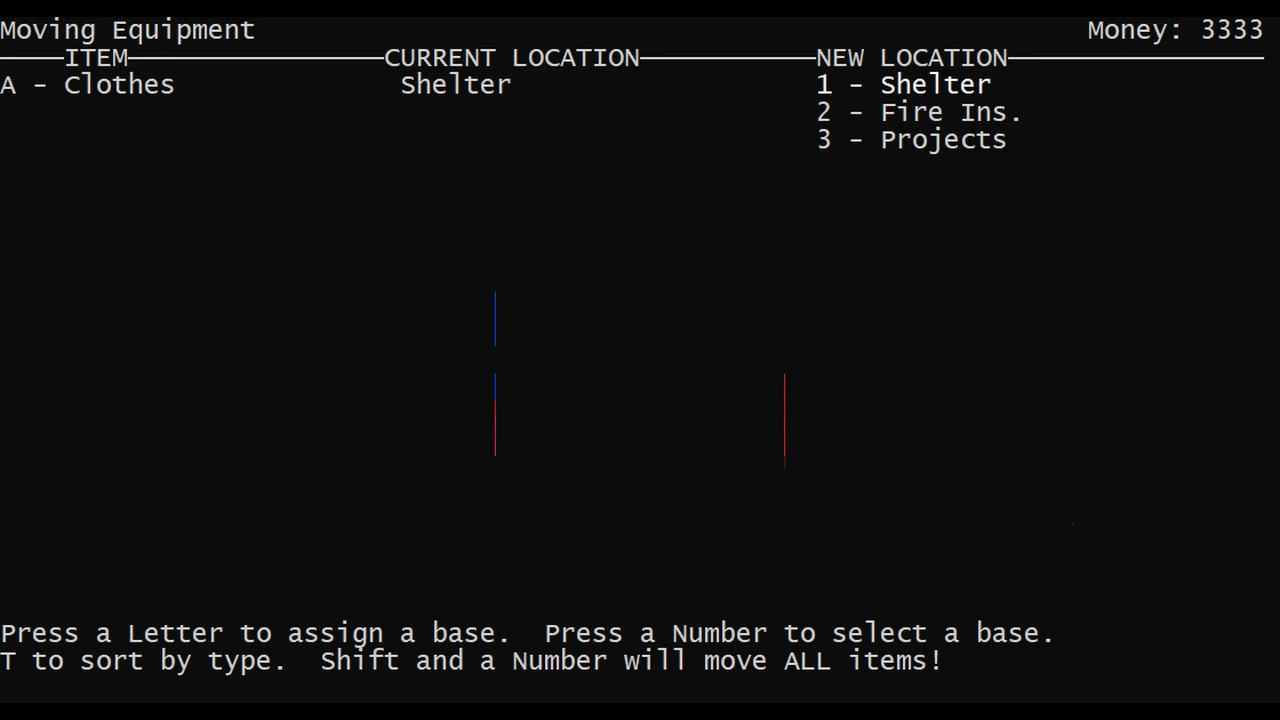 Moving Equipment Money: 3333
ITEM CURRENT LOCATION NEW LOCATION
A - Clothes Shelter 1 - Shelter
2 - Fire Ins.
3 - Projects
Press a Letter to assign a base.  Press a Number to select a base.
T to sort by type.  Shift and a Number will move ALL items!